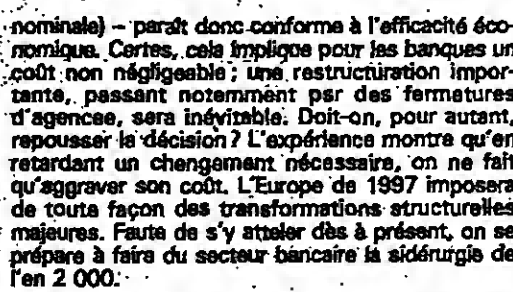 nominale) – paraît donc conforme à l'efficacité éco-
nomique. Certes, cela implique pour les banques un
coût non négligeable ; une restructuration impor-
tante, passant notemment psr des fermetures
d'agences, sera inévitable. Doit-on, pour autant,
repousser la décision ? L'expérience montre qu'en
retardant un changement nécessaire, on ne fait
qu'aggraver son coût. L'Europe de 1997 imposera
de toute façon des transformations structurelles
majeures. Faute de s'y atteler dès à présent, on se
prépare à faire du secteur bancaire la sidérurgie de
l'en 2 000.